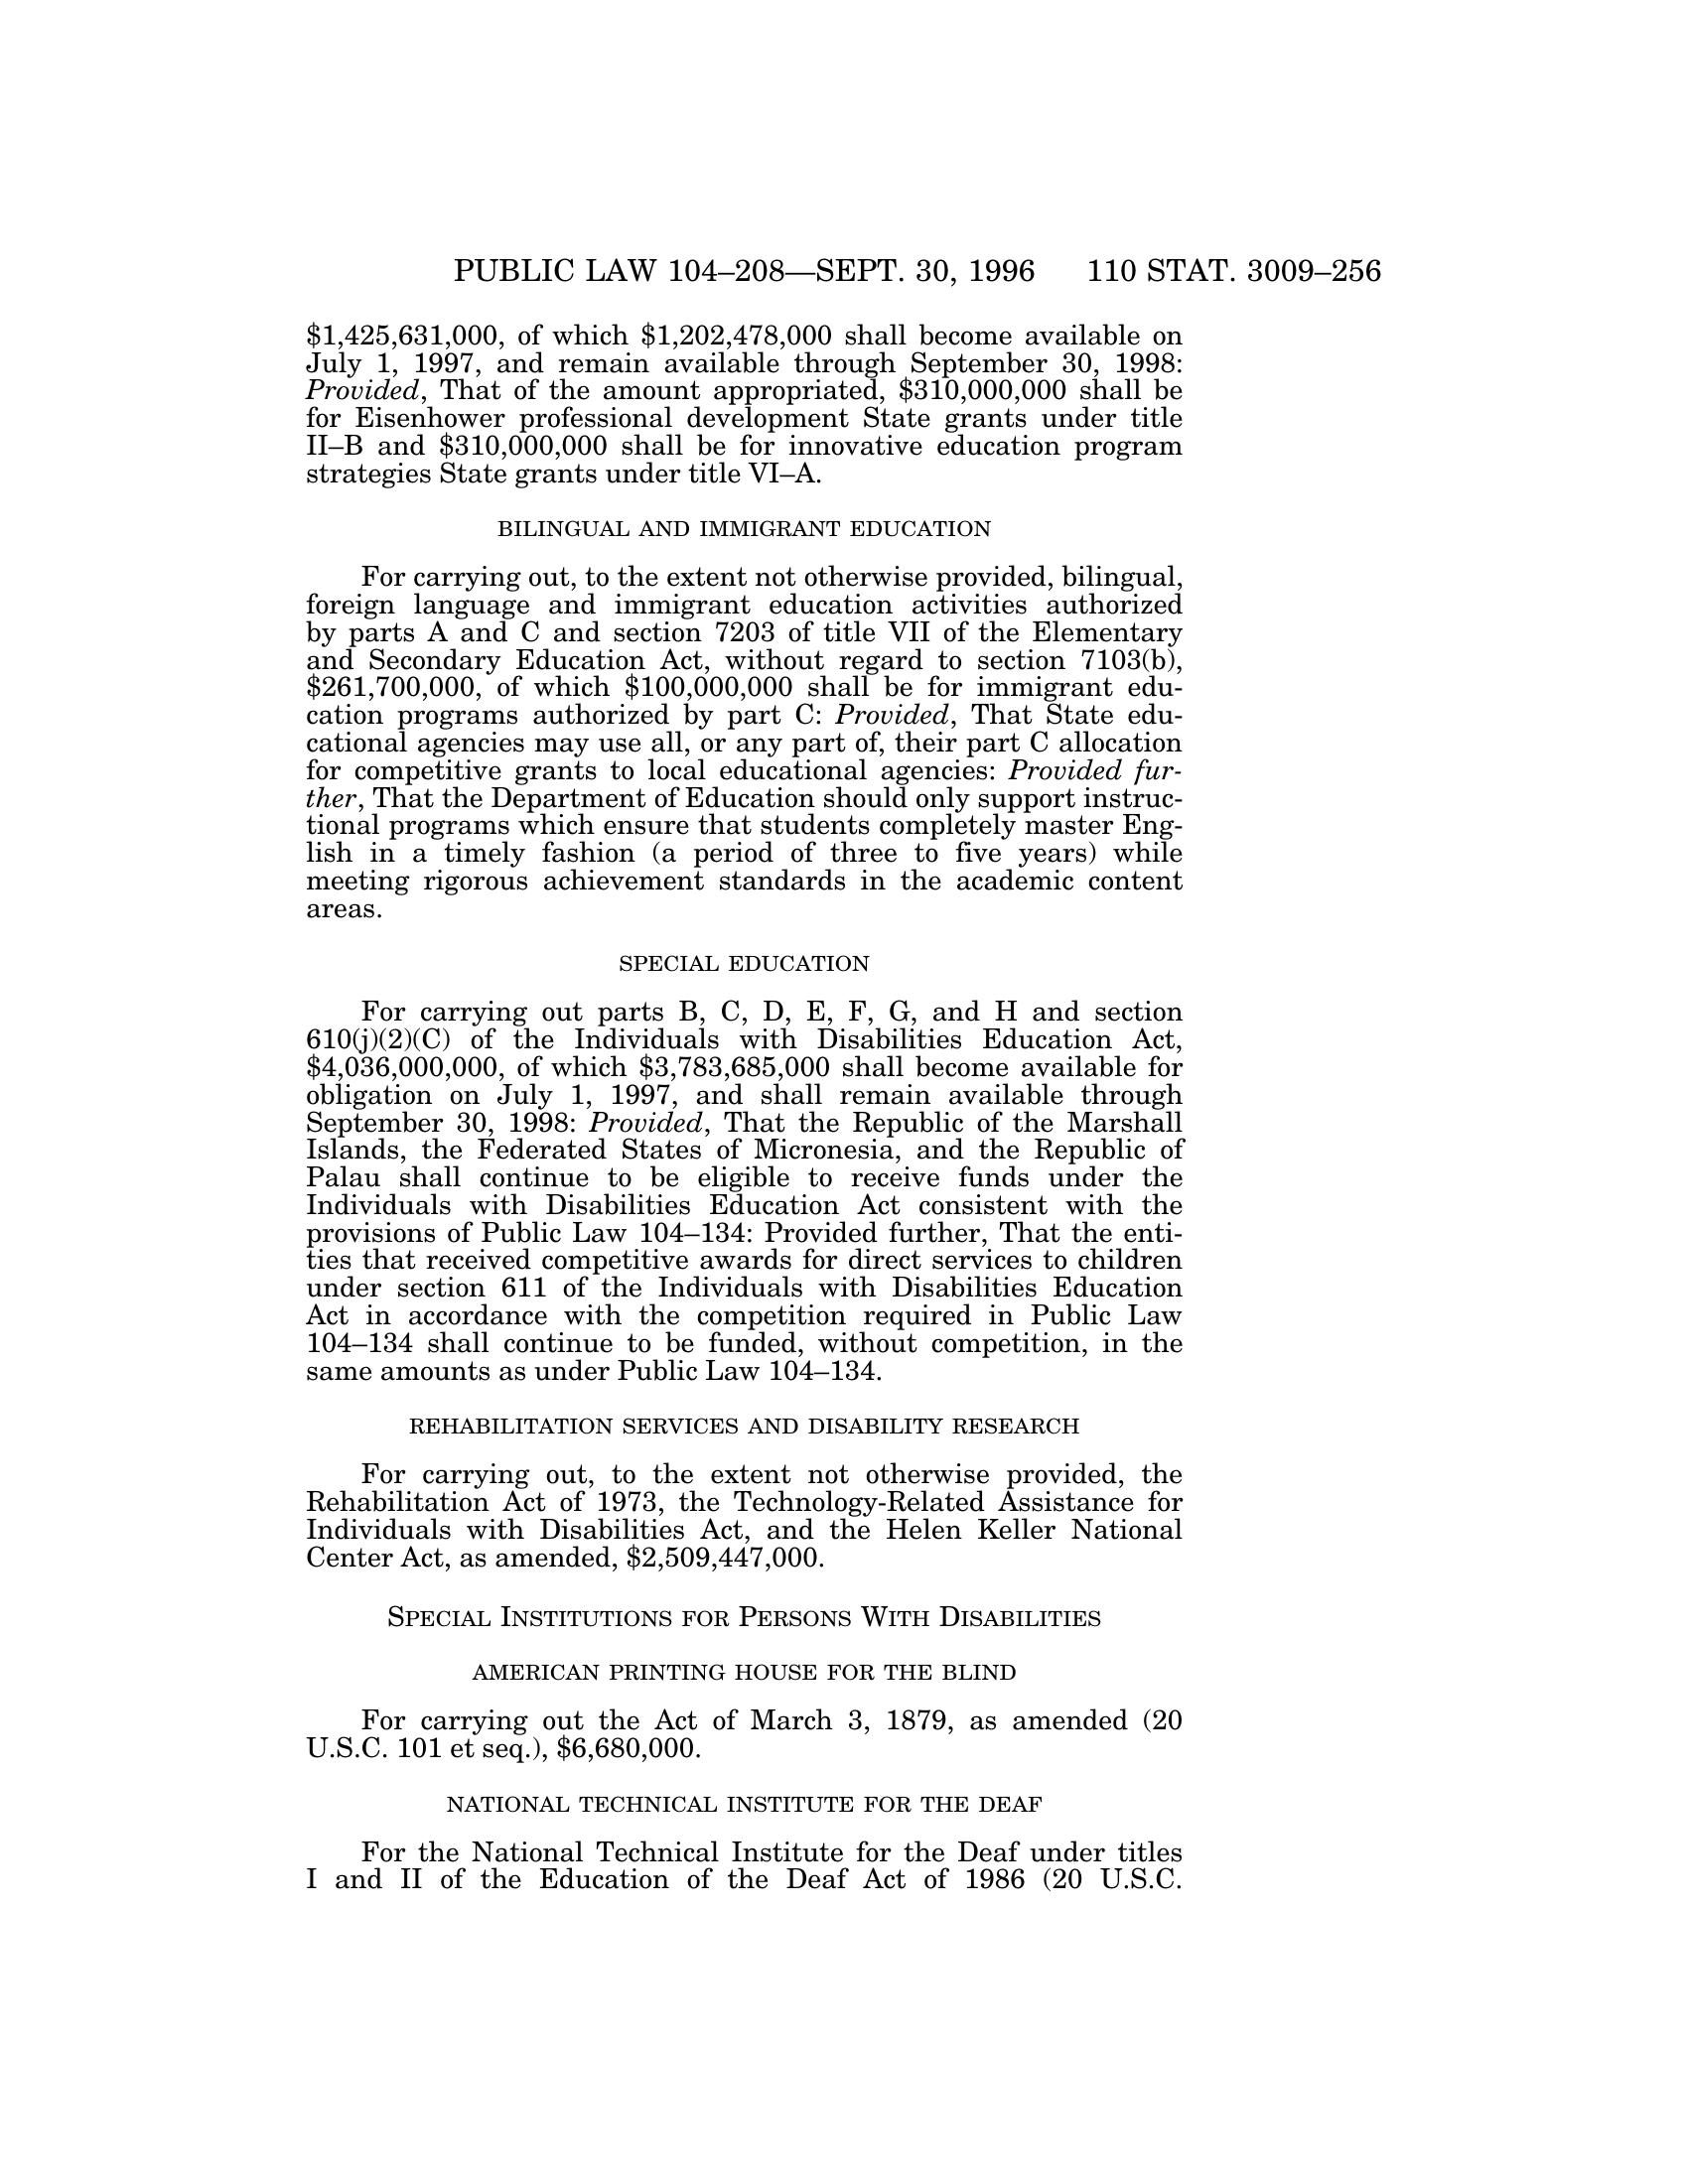 PUBLIC LAW 104–208—SEPT. 30, 1996 110 STAT. 3009–256
$1,425,631,000, of which $1,202,478,000 shall become available on
July 1, 1997, and remain available through September 30, 1998:
Provided, That of the amount appropriated, $310,000,000 shall be
for Eisenhower professional development State grants under title
II–B and $310,000,000 shall be for innovative education program
strategies State grants under title VI–A.
BILINGUAL AND IMMIGRANT EDUCATION
For carrying out, to the extent not otherwise provided, bilingual,
foreign language and immigrant education activities authorized
by parts A and C and section 7203 of title VII of the Elementary
and Secondary Education Act, without regard to section 7103(b),
$261,700,000, of which $100,000,000 shall be for immigrant edu-
cation programs authorized by part C: Provided, That State edu-
cational agencies may use all, or any part of, their part C allocation
for competitive grants to local educational agencies: Provided fur-
ther, That the Department of Education should only support instruc-
tional programs which ensure that students completely master Eng-
lish in a timely fashion (a period of three to five years) while
meeting rigorous achievement standards in the academic content
areas.
SPECIAL EDUCATION
For carrying out parts B, C, D, E, F, G, and H and section
610(j)(2)(C) of the Individuals with Disabilities Education Act,
$4,036,000,000, of which $3,783,685,000 shall become available for
obligation on July 1, 1997, and shall remain available through
September 30, 1998: Provided, That the Republic of the Marshall
Islands, the Federated States of Micronesia, and the Republic of
Palau shall continue to be eligible to receive funds under the
Individuals with Disabilities Education Act consistent with the
provisions of Public Law 104–134: Provided further, That the enti-
ties that received competitive awards for direct services to children
under section 611 of the Individuals with Disabilities Education
Act in accordance with the competition required in Public Law
104–134 shall continue to be funded, without competition, in the
same amounts as under Public Law 104–134.
REHABILITATION SERVICES AND DISABILITY RESEARCH
For carrying out, to the extent not otherwise provided, the
Rehabilitation Act of 1973, the Technology-Related Assistance for
Individuals with Disabilities Act, and the Helen Keller National
Center Act, as amended, $2,509,447,000.
SPECIAL INSTITUTIONS FOR PERSONS WITH DISABILITIES
AMERICAN PRINTING HOUSE FOR THE BLIND
For carrying out the Act of March 3, 1879, as amended (20
U.S.C. 101 et seq.), $6,680,000.
NATIONAL TECHNICAL INSTITUTE FOR THE DEAF
For the National Technical Institute for the Deaf under titles
I and II of the Education of the Deaf Act of 1986 (20 U.S.C.